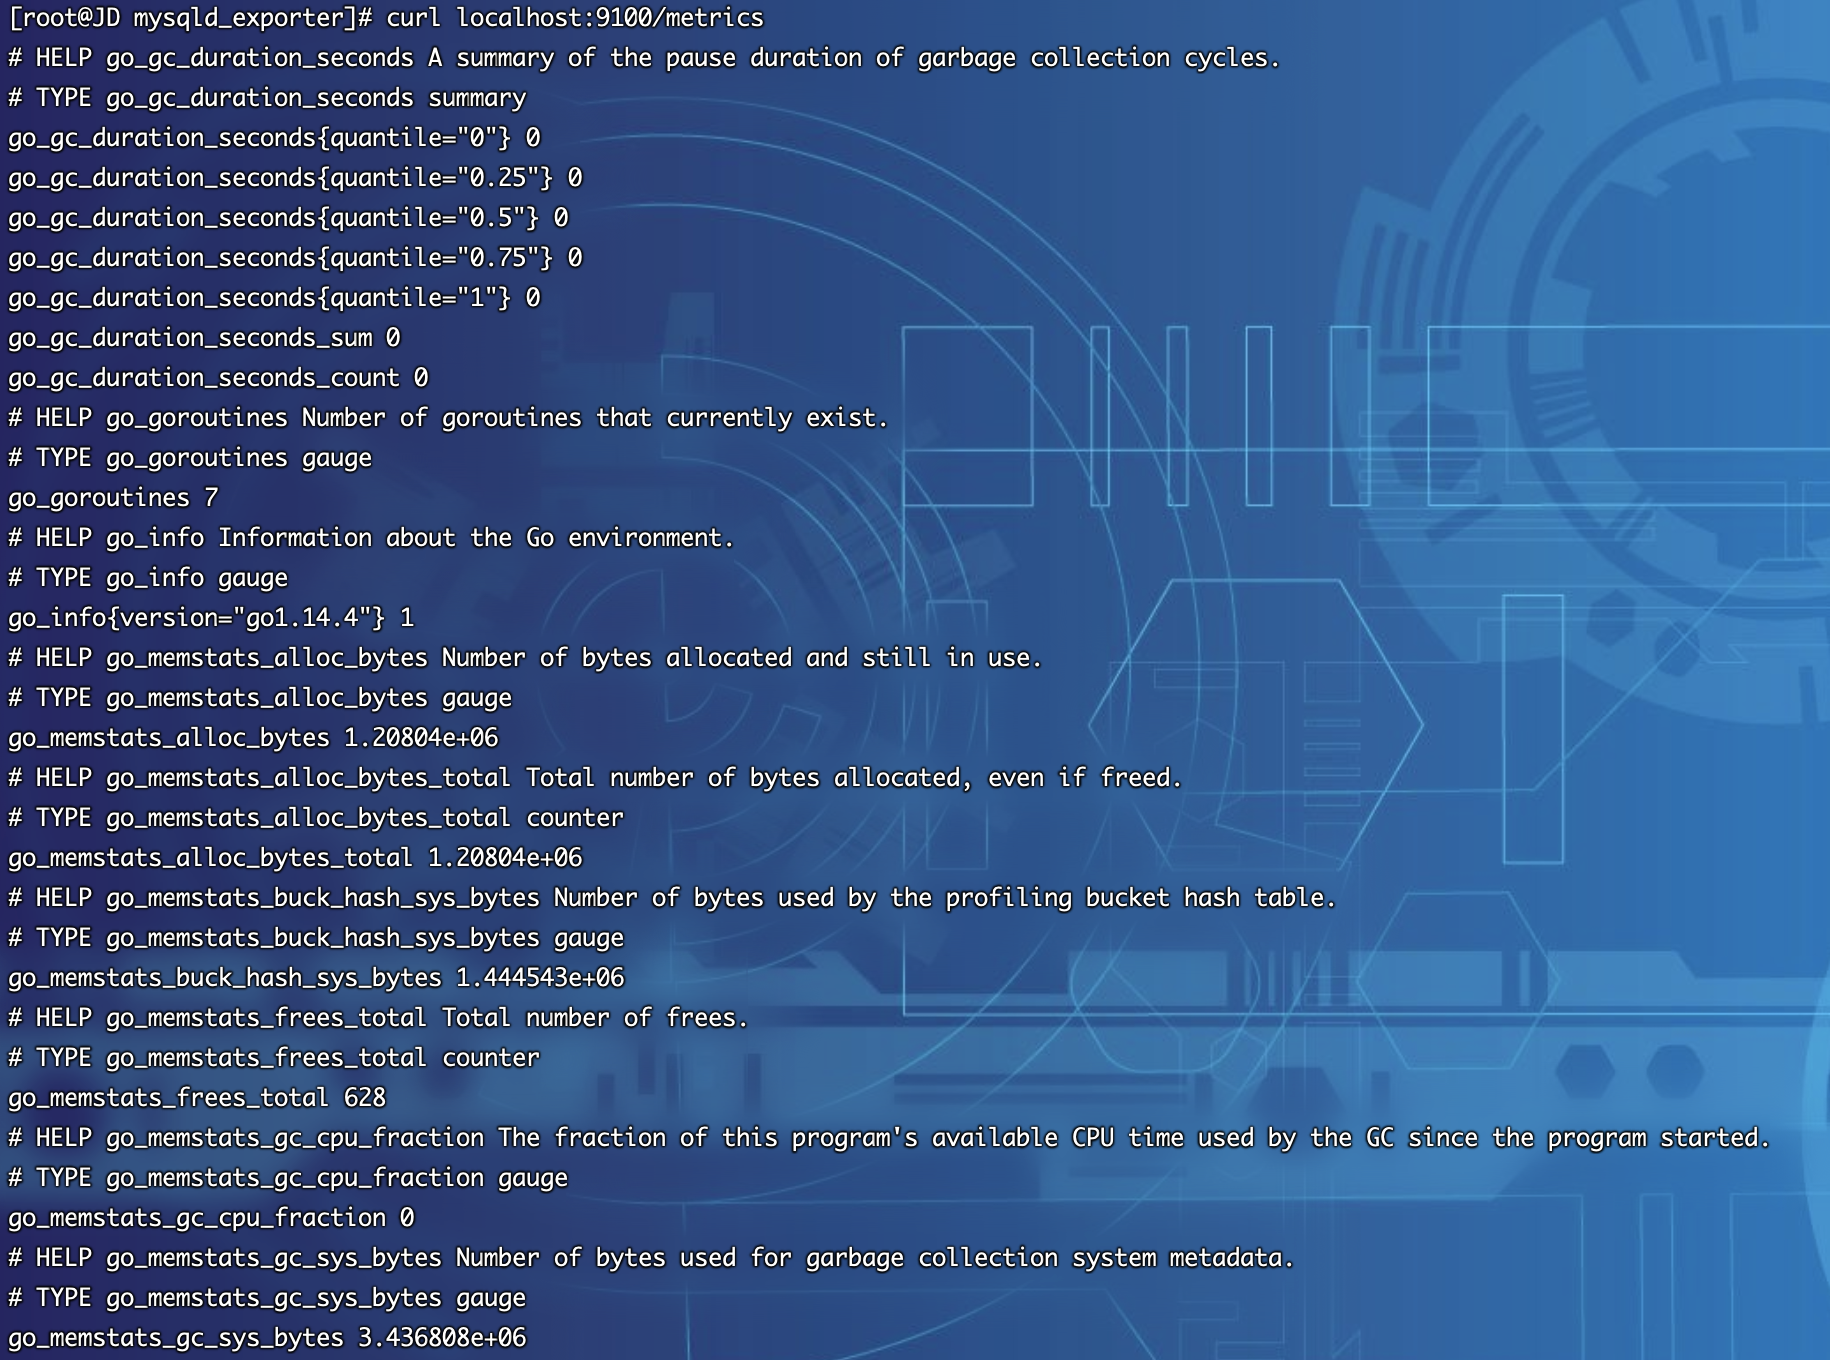 [root@JD mysqld_exporter]# curl localhost:9100/metrics
# HELP go_gc_duration_seconds A summary of the pause duration of garbage collection cycles.
# TYPE go_gc_duration_seconds summary
go_gc_duration_seconds{quantile="0"} 0
go_gc_duration_seconds{quantile="0.25"} 0
go_gc_duration_seconds{quantile="0.5"} 0
go_gc_duration_seconds{quantile="0.75"} 0
go_gc_duration_seconds{quantile="1"} 0
go_gc_duration_seconds_sum 0
go_gc_duration_seconds_count 0
# HELP go_goroutines Number of goroutines that currently exist.
# TYPE go_goroutines gauge
go_goroutines 7
# HELP go_info Information about the Go environment.
# TYPE go_info gauge
go_info{version="go1.14.4"} 1
# HELP go_memstats_alloc_bytes Number of bytes allocated and still in use.
# TYPE go_memstats_alloc_bytes gauge
go_memstats_alloc_bytes 1.20804e+06
# HELP go_memstats_alloc_bytes_total Total number of bytes allocated, even if freed.
# TYPE go_memstats_alloc_bytes_total counter
go_memstats_alloc_bytes_total 1.20804e+06
# HELP go_memstats_buck_hash_sys_bytes Number of bytes used by the profiling bucket hash table.
# TYPE go_memstats_buck_hash_sys_bytes gauge
go_memstats_buck_hash_sys_bytes 1.444543e+06
# HELP go_memstats_frees_total Total number of frees.
# TYPE go_memstats_frees_total counter
go_memstats_frees_total 628
# HELP go_memstats_gc_cpu_fraction The fraction of this program's available CPU time used by the GC since the program started.
# TYPE go_memstats_gc_cpu_fraction gauge
go_memstats_gc_cpu_fraction 0
# HELP go_memstats_gc_sys_bytes Number of bytes used for garbage collection system metadata.
# TYPE go_memstats_gc_sys_bytes gauge
go_memstats_gc_sys_bytes 3.436808e+06